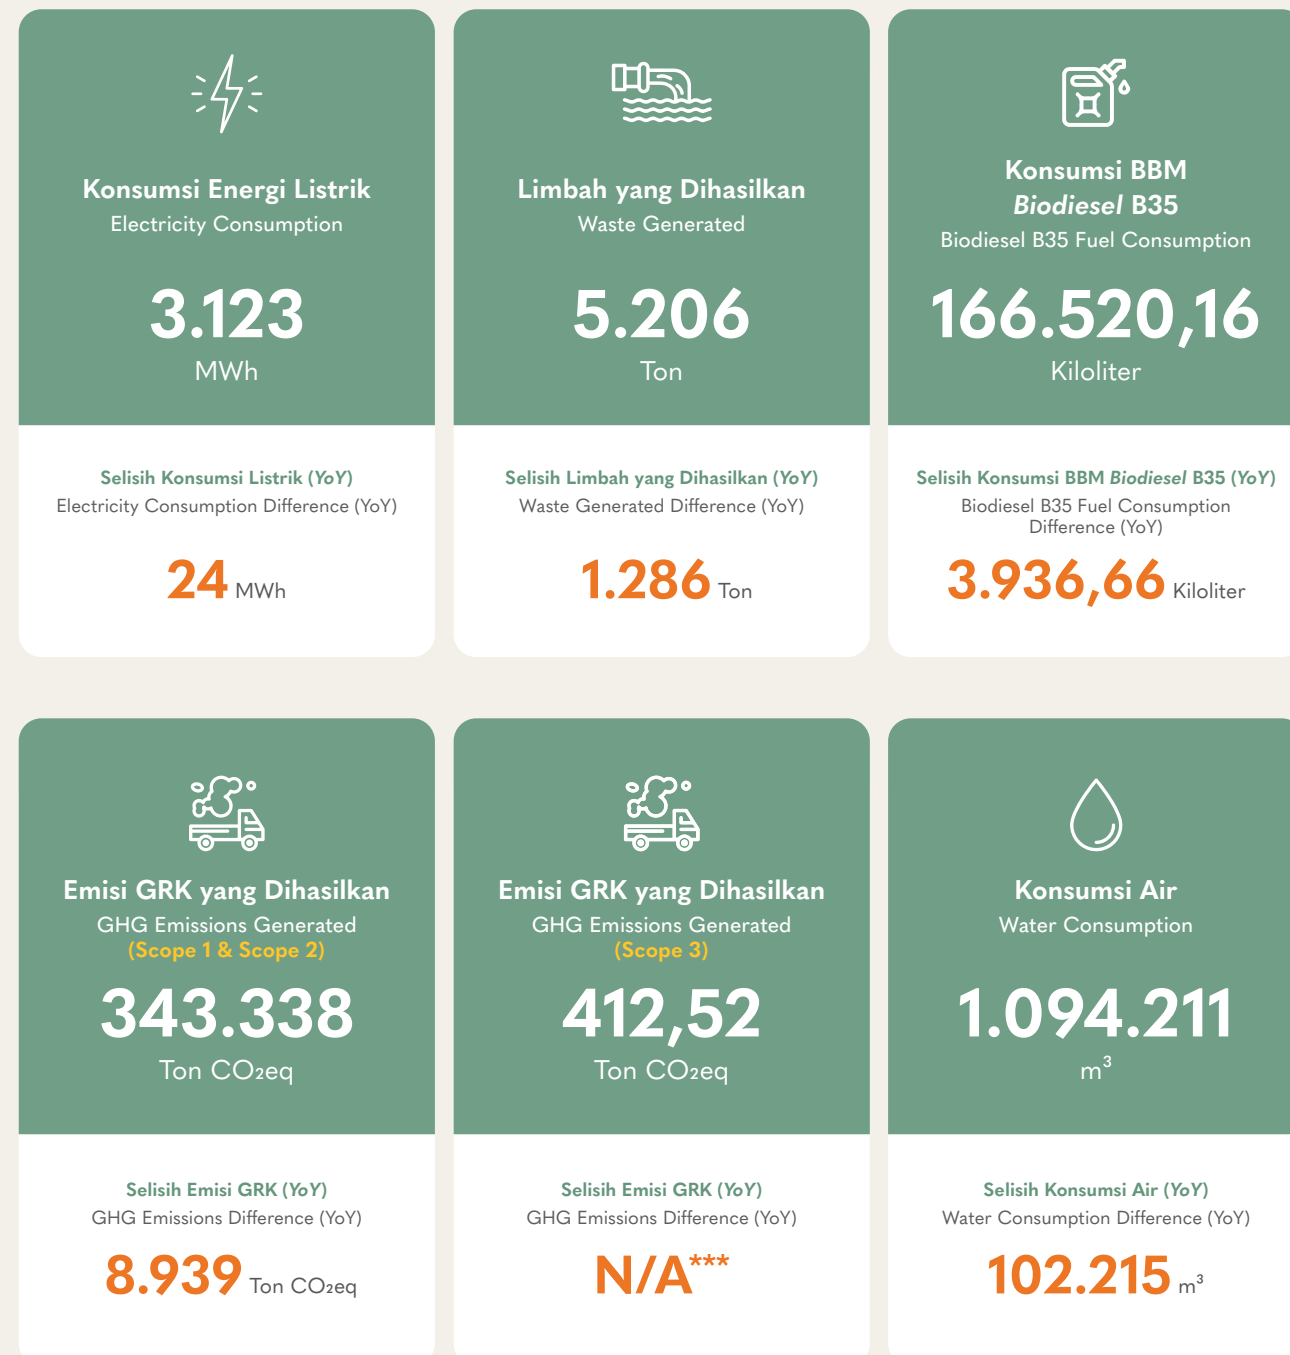 Konsumsi Energi Listrik
Electricity Consumption
3.123
MWh
Selisih Konsumsi Listrik (YoY)
Electricity Consumption Difference (YoY)
24 MWh
Limbah yang Dihasilkan
Waste Generated
5.206
Ton
Selisih Limbah yang Dihasilkan (YoY)
Waste Generated Difference (YoY)
1.286 Ton
Konsumsi BBM
Biodiesel B35
Biodiesel B35 Fuel Consumption
166.520,16
Kiloliter
Selisih Konsumsi BBM Biodiesel B35 (YoY)
Biodiesel B35 Fuel Consumption
Difference (YoY)
3.936,66 Kiloliter
Emisi GRK yang Dihasilkan
GHG Emissions Generated
(Scope 1 & Scope 2)
343.338
Ton CO₂eq
Selisih Emisi GRK (YoY)
GHG Emissions Difference (YoY)
8.939 Ton CO₂eq
Emisi GRK yang Dihasilkan
GHG Emissions Generated
(Scope 3)
412,52
Ton CO₂eq
Selisih Emisi GRK (YoY)
GHG Emissions Difference (YoY)
N/A***
Konsumsi Air
Water Consumption
1.094.211
m³
Selisih Konsumsi Air (YoY)
Water Consumption Difference (YoY)
102.215 m³